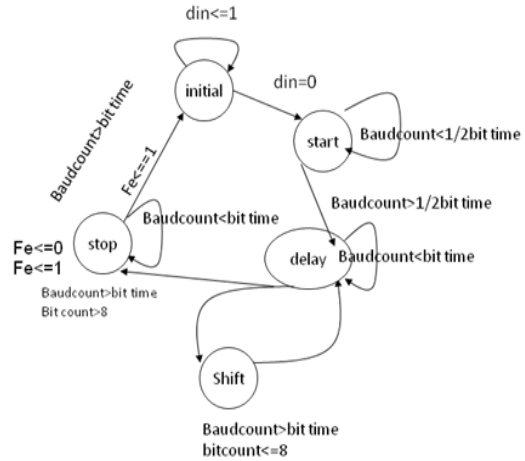 din<=1
initial
din=0
Baudcount>bit time
Fe<==1
start
Baudcount<1/2bit time
Baudcount>1/2bit time
Baudcount<bit time
stop
Fe<=0
Fe<=1
delay
Baudcount<bit time
Baudcount>bit time
Bit count>8
Shift
Baudcount>bit time
bitcount<=8